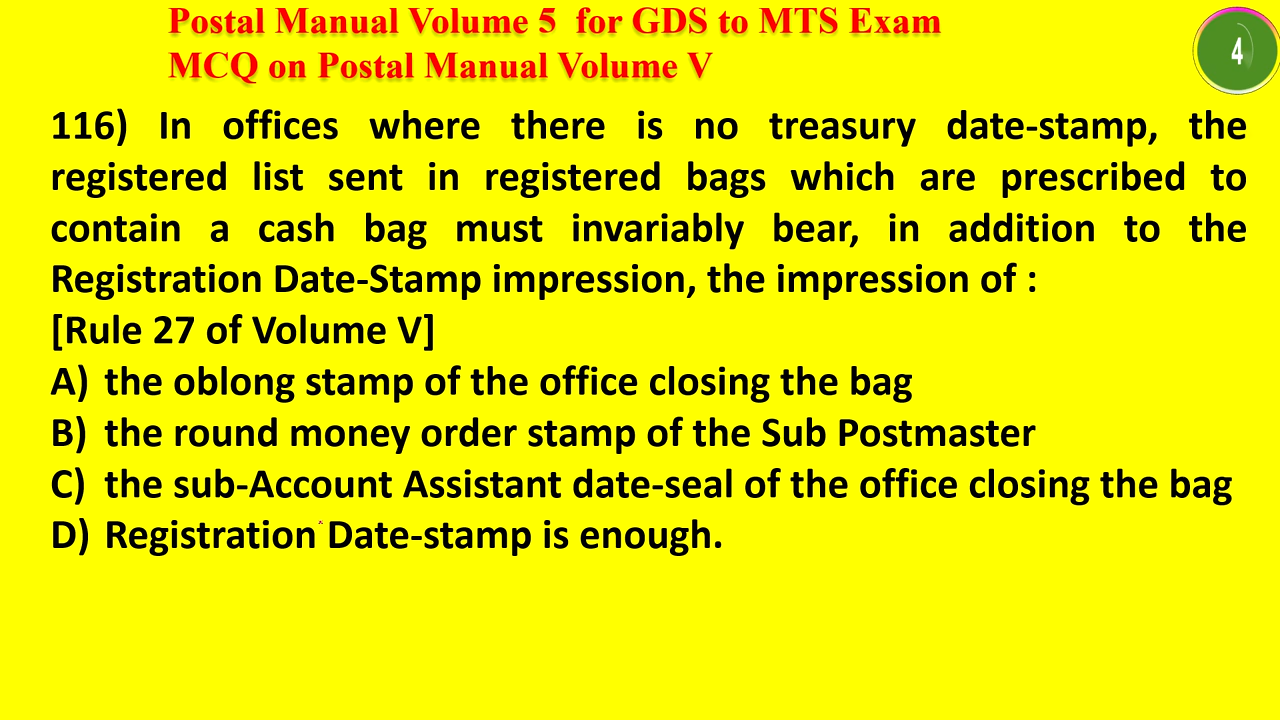 Postal Manual Volume 5 for GDS to MTS Exam
MCQ on Postal Manual Volume V
4
116) In offices where there is no treasury date-stamp, the
registered list sent in registered bags which are prescribed to
contain a cash bag must invariably bear, in addition to the
Registration Date-Stamp impression, the impression of :
[Rule 27 of Volume V]
A) the oblong stamp of the office closing the bag
B) the round money order stamp of the Sub Postmaster
C) the sub-Account Assistant date-seal of the office closing the bag
D) Registration Date-stamp is enough.